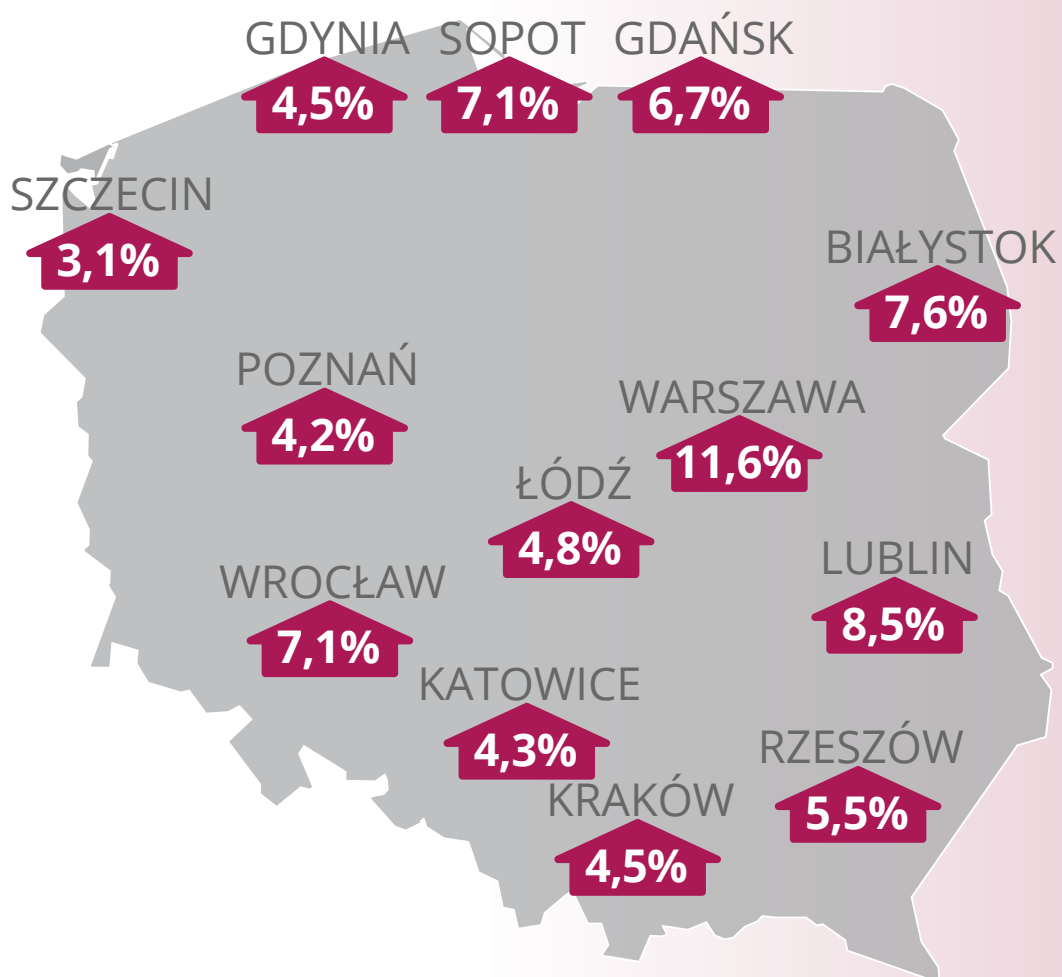 GDYNIA SOPOT GDAŃSK
4,5% 7,1% 6,7%
SZCZECIN
3,1%
BIAŁYSTOK
7,6%
POZNAŃ
4,2%
WARSZAWA
11,6%
ŁÓDŹ
4,8%
LUBLIN
8,5%
WROCŁAW
7,1%
KATOWICE
4,3%
RZESZÓW
5,5%
KRAKÓW
4,5%